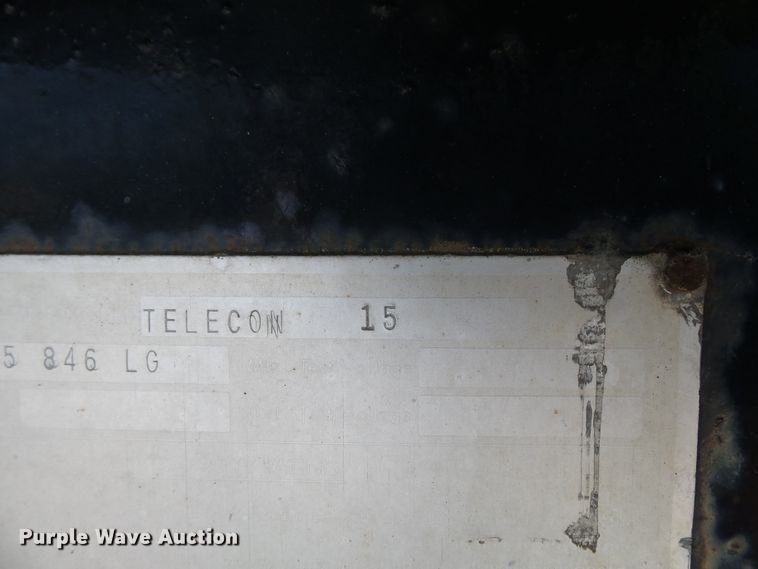 TELECON 15
5 846 LG
Purple Wave Auction